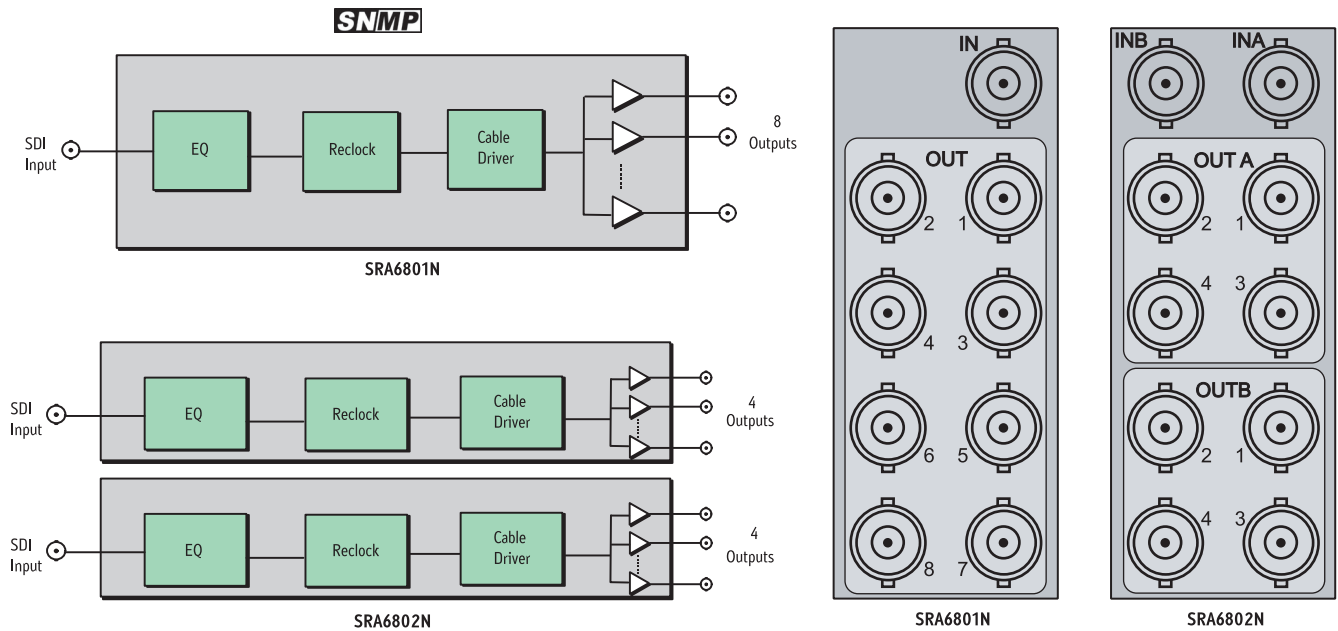 SNMP
SDI
Input
EQ
Reclock
Cable
Driver
8
Outputs
SRA6801N
SDI
Input
EQ
Reclock
Cable
Driver
4
Outputs
SDI
Input
EQ
Reclock
Cable
Driver
4
Outputs
SRA6802N
IN
OUT
2 1
4 3
6 5
8 7
SRA6801N
INB INA
OUT A
2 1
4 3
OUTB
2 1
4 3
SRA6802N